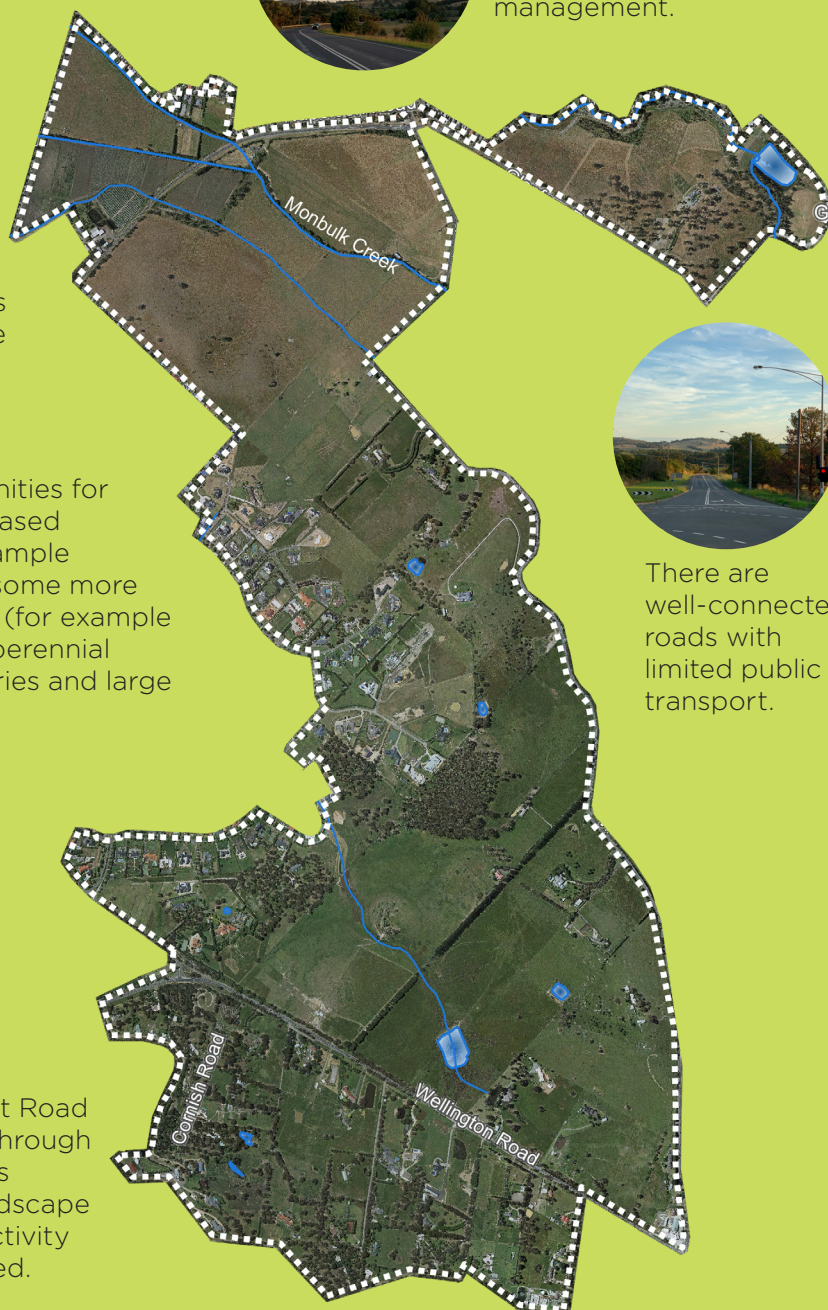 management.
Monbulk Creek
G
s
e
nities for
ased
ample
some more
(for example
perennial
ries and large
There are
well-connecte
roads with
limited public
transport.
Cornish Road
Wellington Road
t Road
hrough
s
dscape
ctivity
ed.